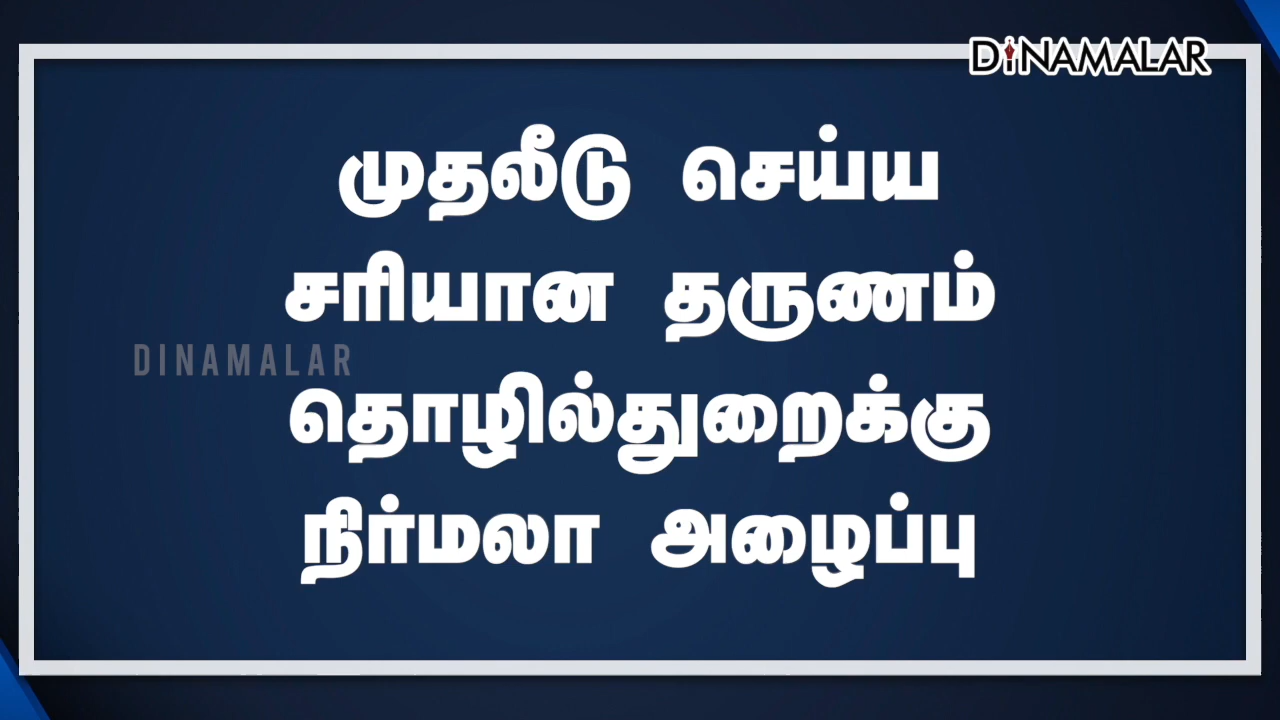 DINAMALAR
முதலீடு செய்ய
சரியான தருணம்
DINAMALAR
தொழில்துறைக்கு
நிர்மலா அழைப்பு